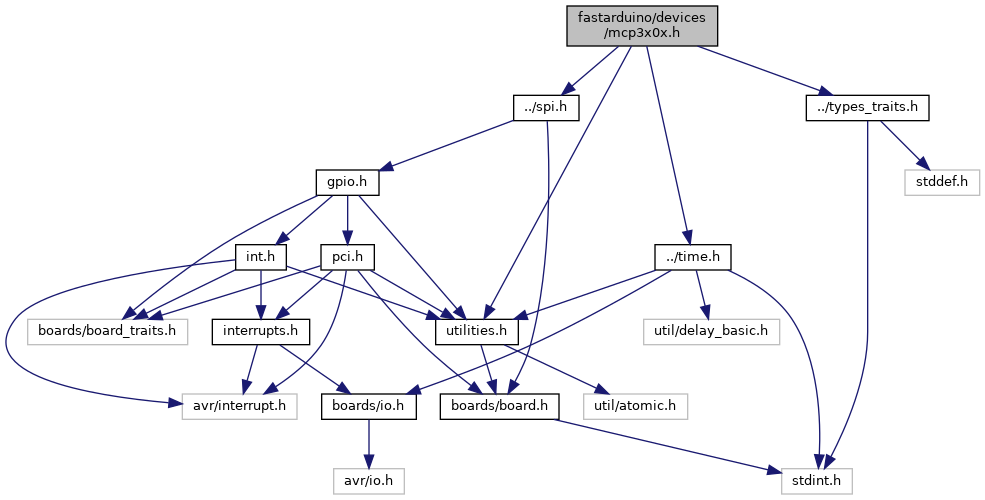 fastarduino/devices
/mcp3x0x.h
../spi.h
../types_traits.h
gpio.h
stddef.h
int.h
pci.h
../time.h
boards/board_traits.h
interrupts.h
utilities.h
util/delay_basic.h
avr/interrupt.h
boards/io.h
boards/board.h
util/atomic.h
avr/io.h
stdint.h